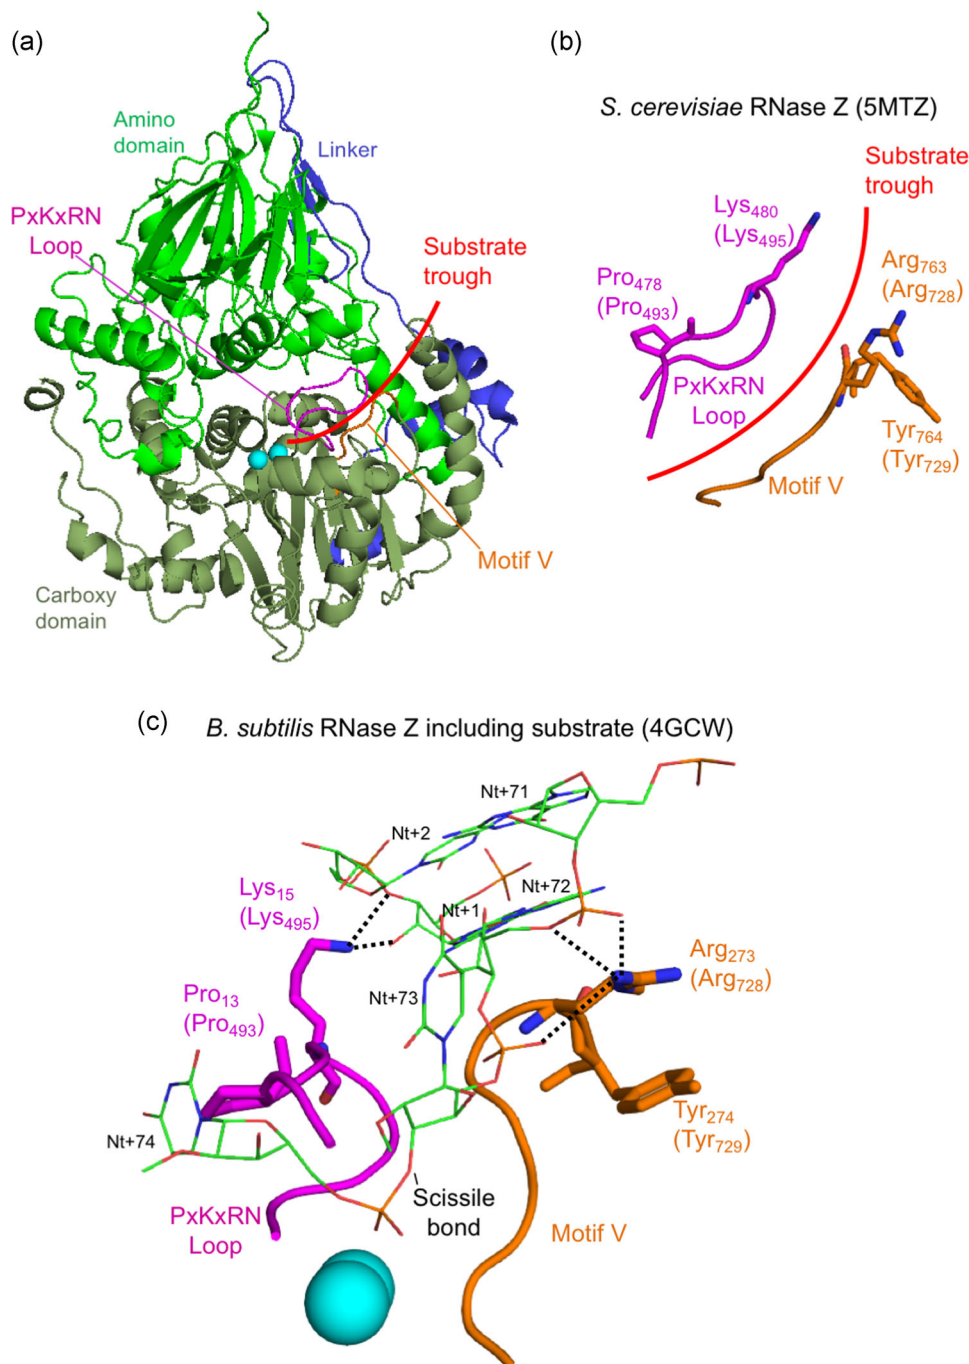 (a)
Amino
domain
Linker
PxKxRN
Loop
Substrate
trough
Motif V
Carboxy
domain
(b)
S. cerevisiae RNase Z (5MTZ)
Substrate
trough
Lys480
(Lys495)
Arg763
(Arg728)
Pro478
(Pro493)
PxKxRN
Loop
Tyr764
(Tyr729)
Motif V
(c)
B. subtilis RNase Z including substrate (4GCW)
Nt+71
Nt+2
Nt+72
Lys15
(Lys495)
Nt+1
Arg273
(Arg728)
Nt+73
Pro13
(Pro493)
Tyr274
(Tyr729)
Nt+74
Scissile
bond
PxKxRN
Loop
Motif V